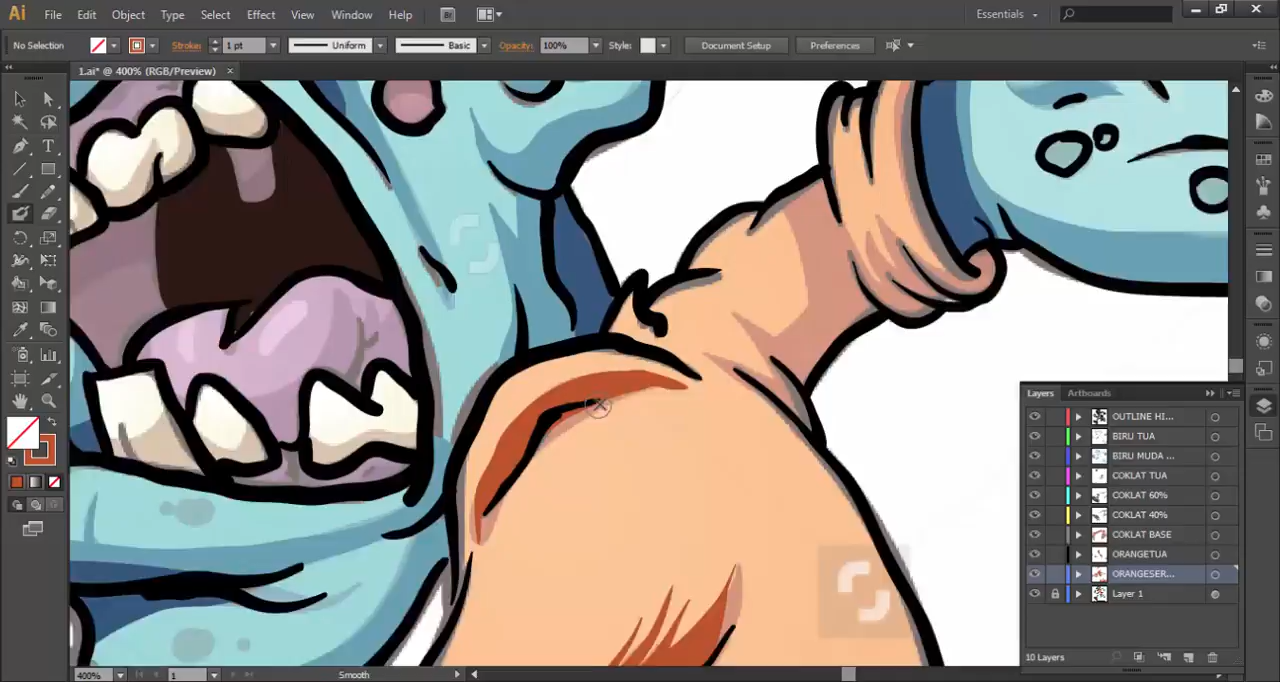 Ai File Edit Object Type Select Effect View Window Help Br Essentials
No Selection Stroke: 1 pt Uniform Basic Opacity: 100% Style: Document Setup Preferences
1.ai* @ 400% (RGB/Preview) ×
Layers Artboards
OUTLINE HI...
BIRU TUA
BIRU MUDA ...
COKLAT TUA
COKLAT 60%
COKLAT 40%
COKLAT BASE
ORANGETUA
ORANGESER...
Layer 1
10 Layers
400% 1 Smooth